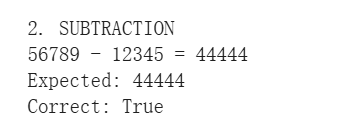 2. SUBTRACTION
56789 - 12345 = 44444
Expected: 44444
Correct: True